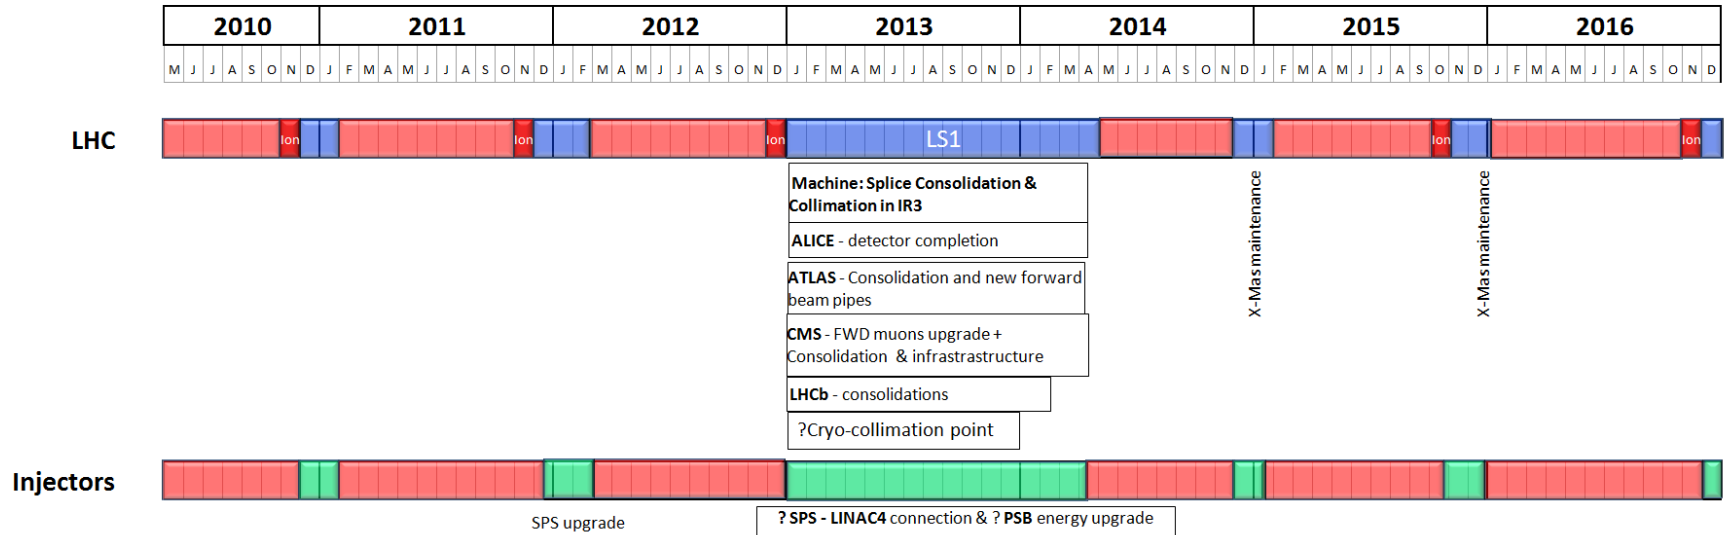 2010 2011 2012 2013 2014 2015 2016
M J J A S O N D J F M A M J J A S O N D J F M A M J J A S O N D J F M A M J J A S O N D J F M A M J J A S O N D J F M A M J J A S O N D J F M A M J J A S O N D
LHC Ion Ion Ion LS1 Ion Ion
Machine: Splice Consolidation &
Collimation in IR3
ALICE - detector completion
ATLAS - Consolidation and new forward
beam pipes
CMS - FWD muons upgrade +
Consolidation & infrastrastructure
LHCb - consolidations
?Cryo-collimation point
X-Mas maintenance
X-Mas maintenance
Injectors
SPS upgrade
? SPS - LINAC4 connection & ? PSB energy upgrade